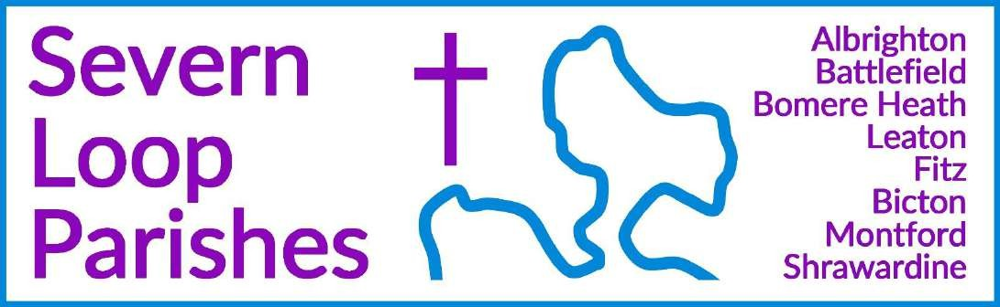 Severn
Loop
Parishes
Albrighton
Battlefield
Bomere Heath
Leaton
Fitz
Bicton
Montford
Shrawardine